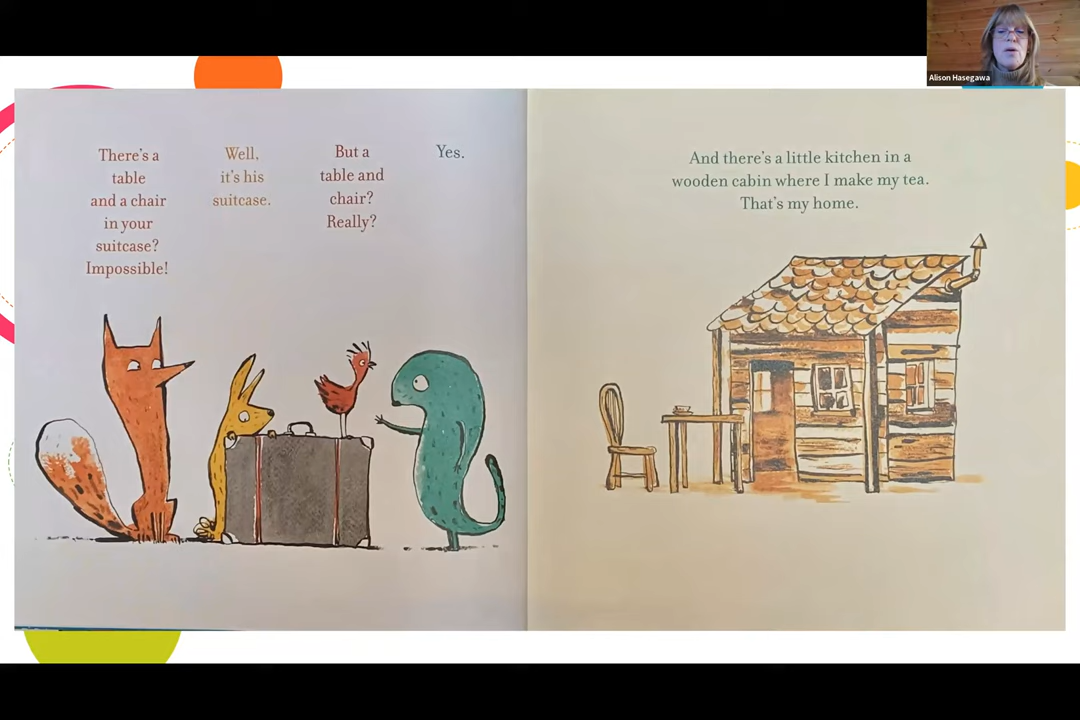 Alison Hasegawa
There's a
table
and a chair
in your
suitcase?
Impossible!
Well,
it's his
suitcase.
But a
table and
chair?
Really?
Yes.
And there's a little kitchen in a
wooden cabin where I make my tea.
That's my home.